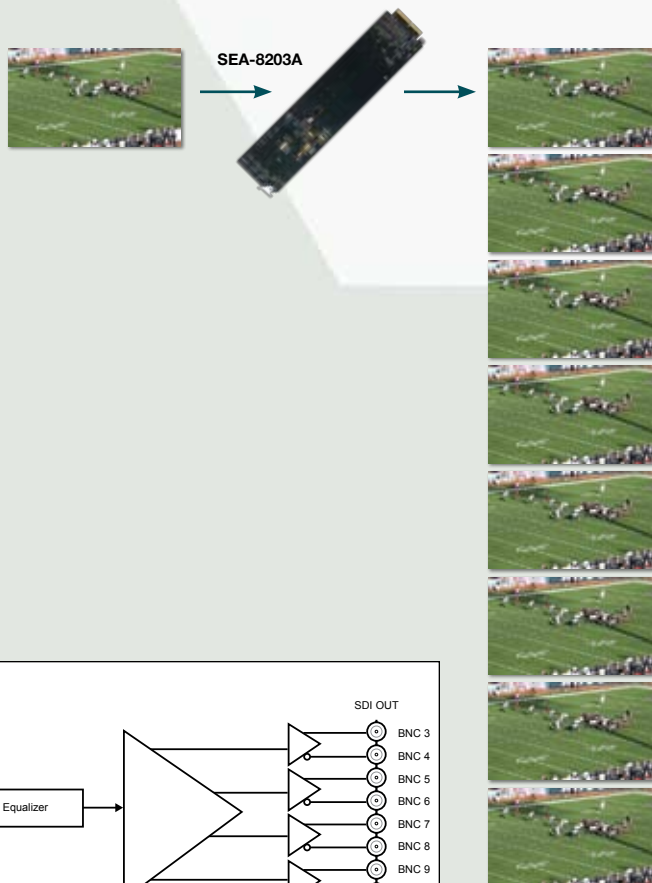 SEA-8203A
SDI OUT
BNC 3
BNC 4
BNC 5
BNC 6
Equalizer
BNC 7
BNC 8
BNC 9